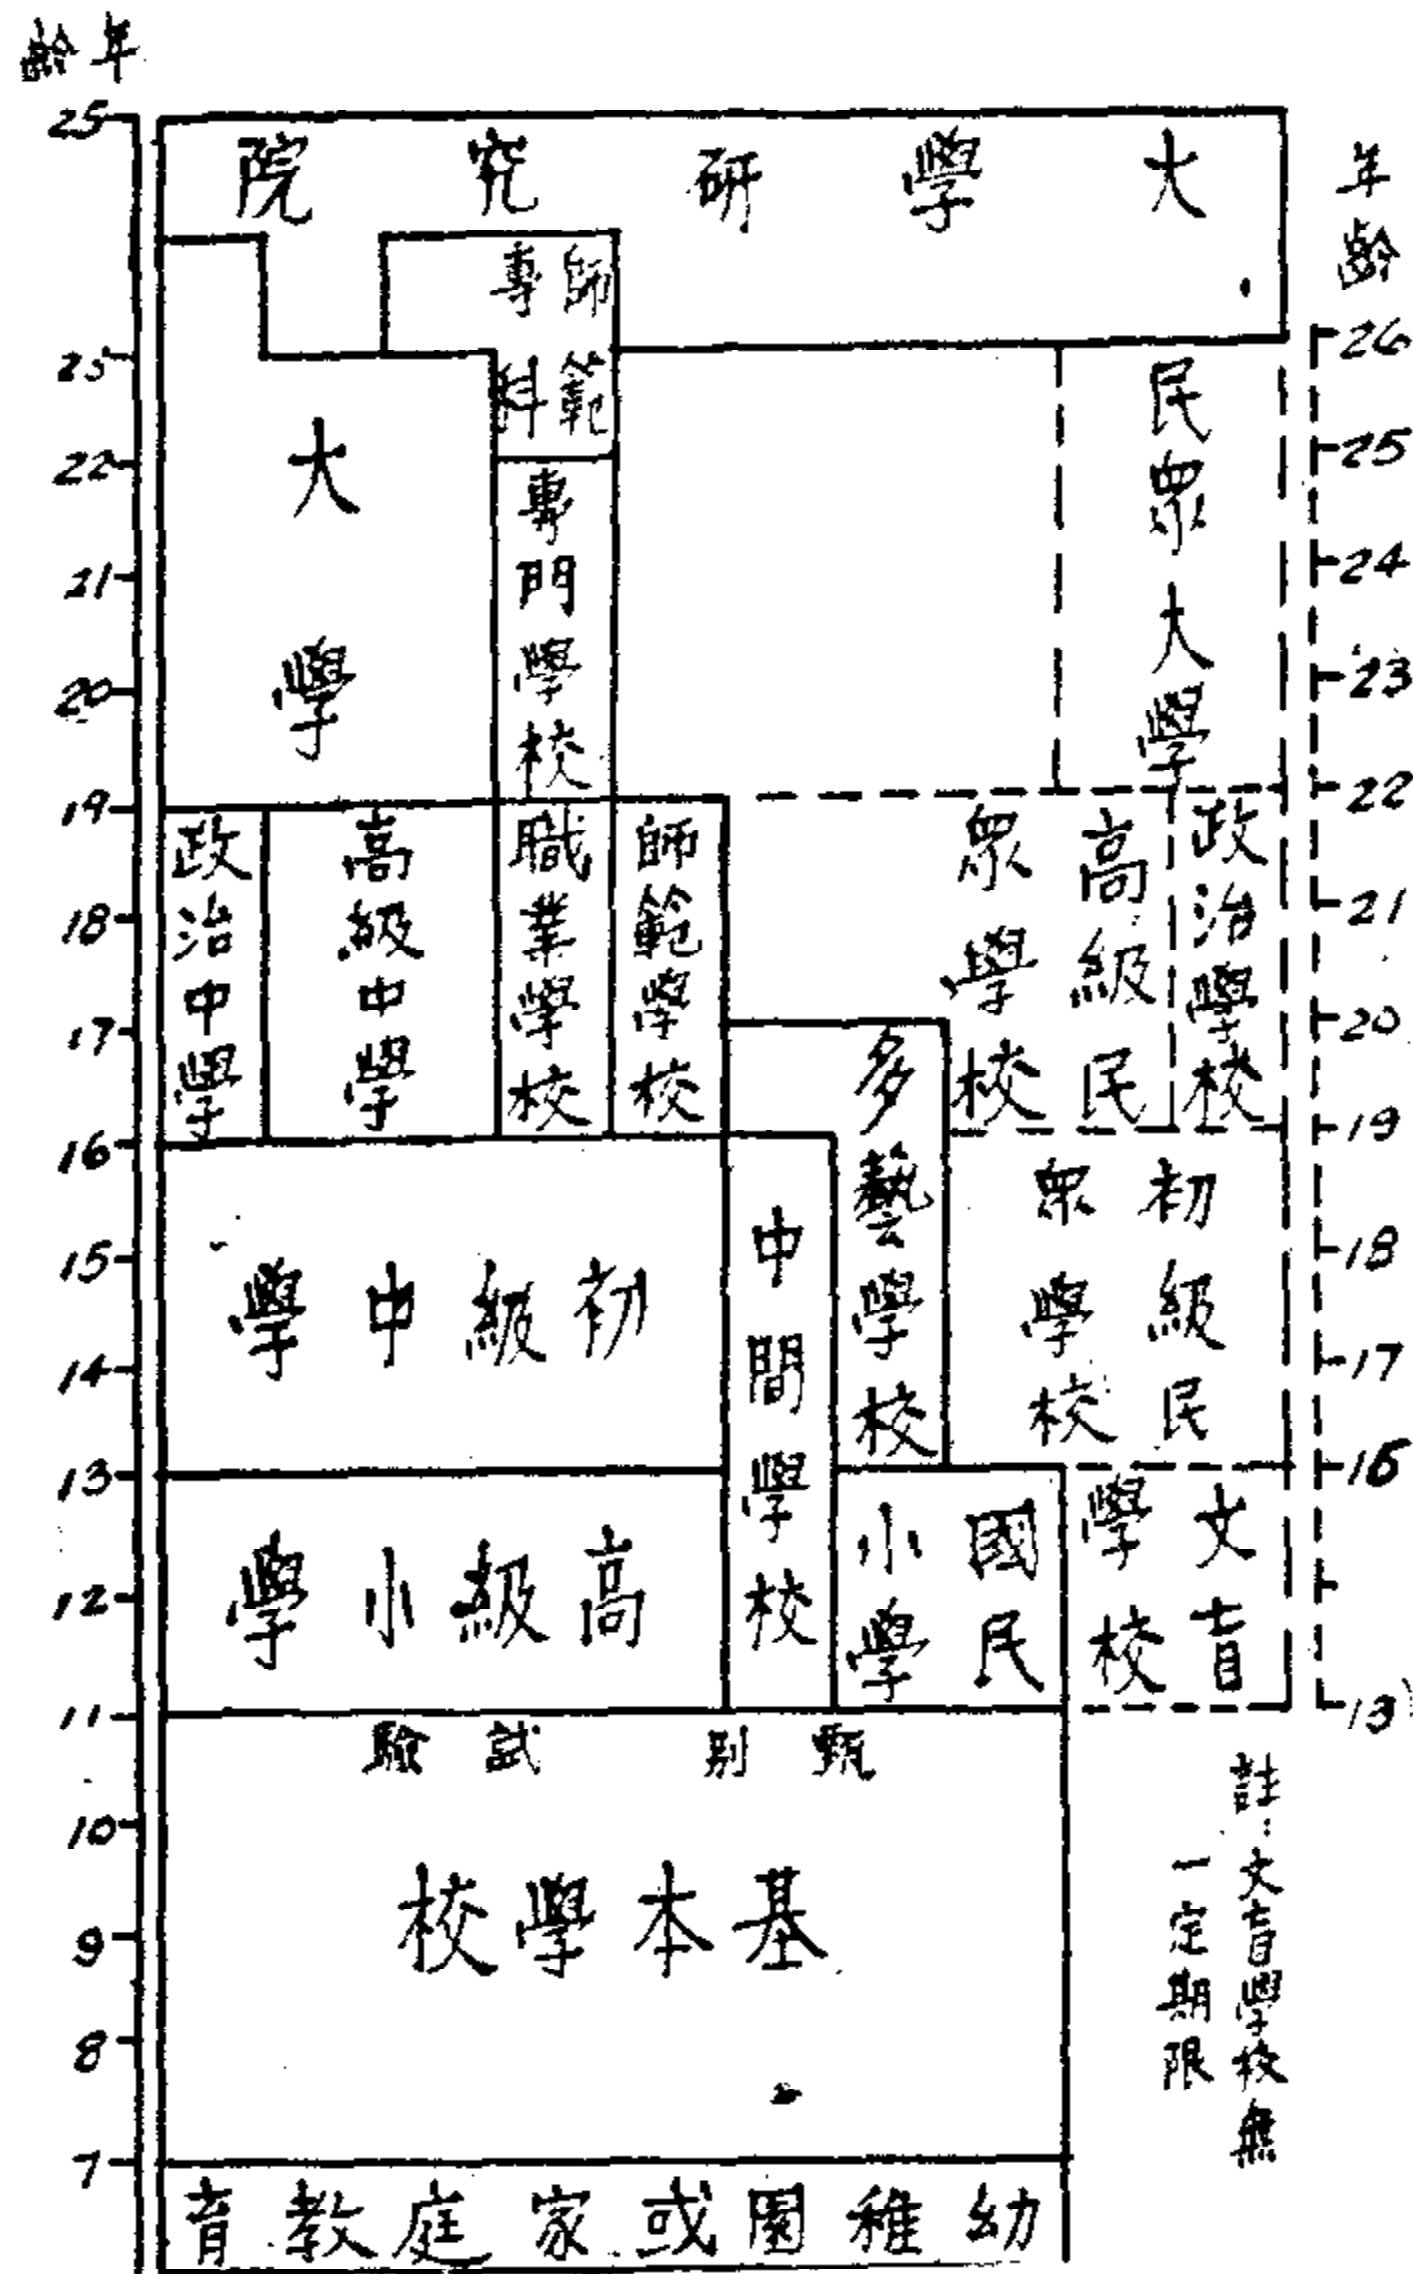 年齡
25
23
22
21
20
19
18
17
16
15
14
13
12
11
10
9
8
7
大學研究院
師範
專科
大學
專門學校
民眾大學
政治中學
高級中學
職業學校
師範學校
高級民
眾學校
政治學校
多藝學校
初級中學
中間學校
初級民
眾學校
高級小學
國民
小學
文盲
學校
甄別試驗
基本學校
幼稚園或家庭教育
年齡
26
25
24
23
22
21
20
19
18
17
16
13
註:文盲學校無
一定期限